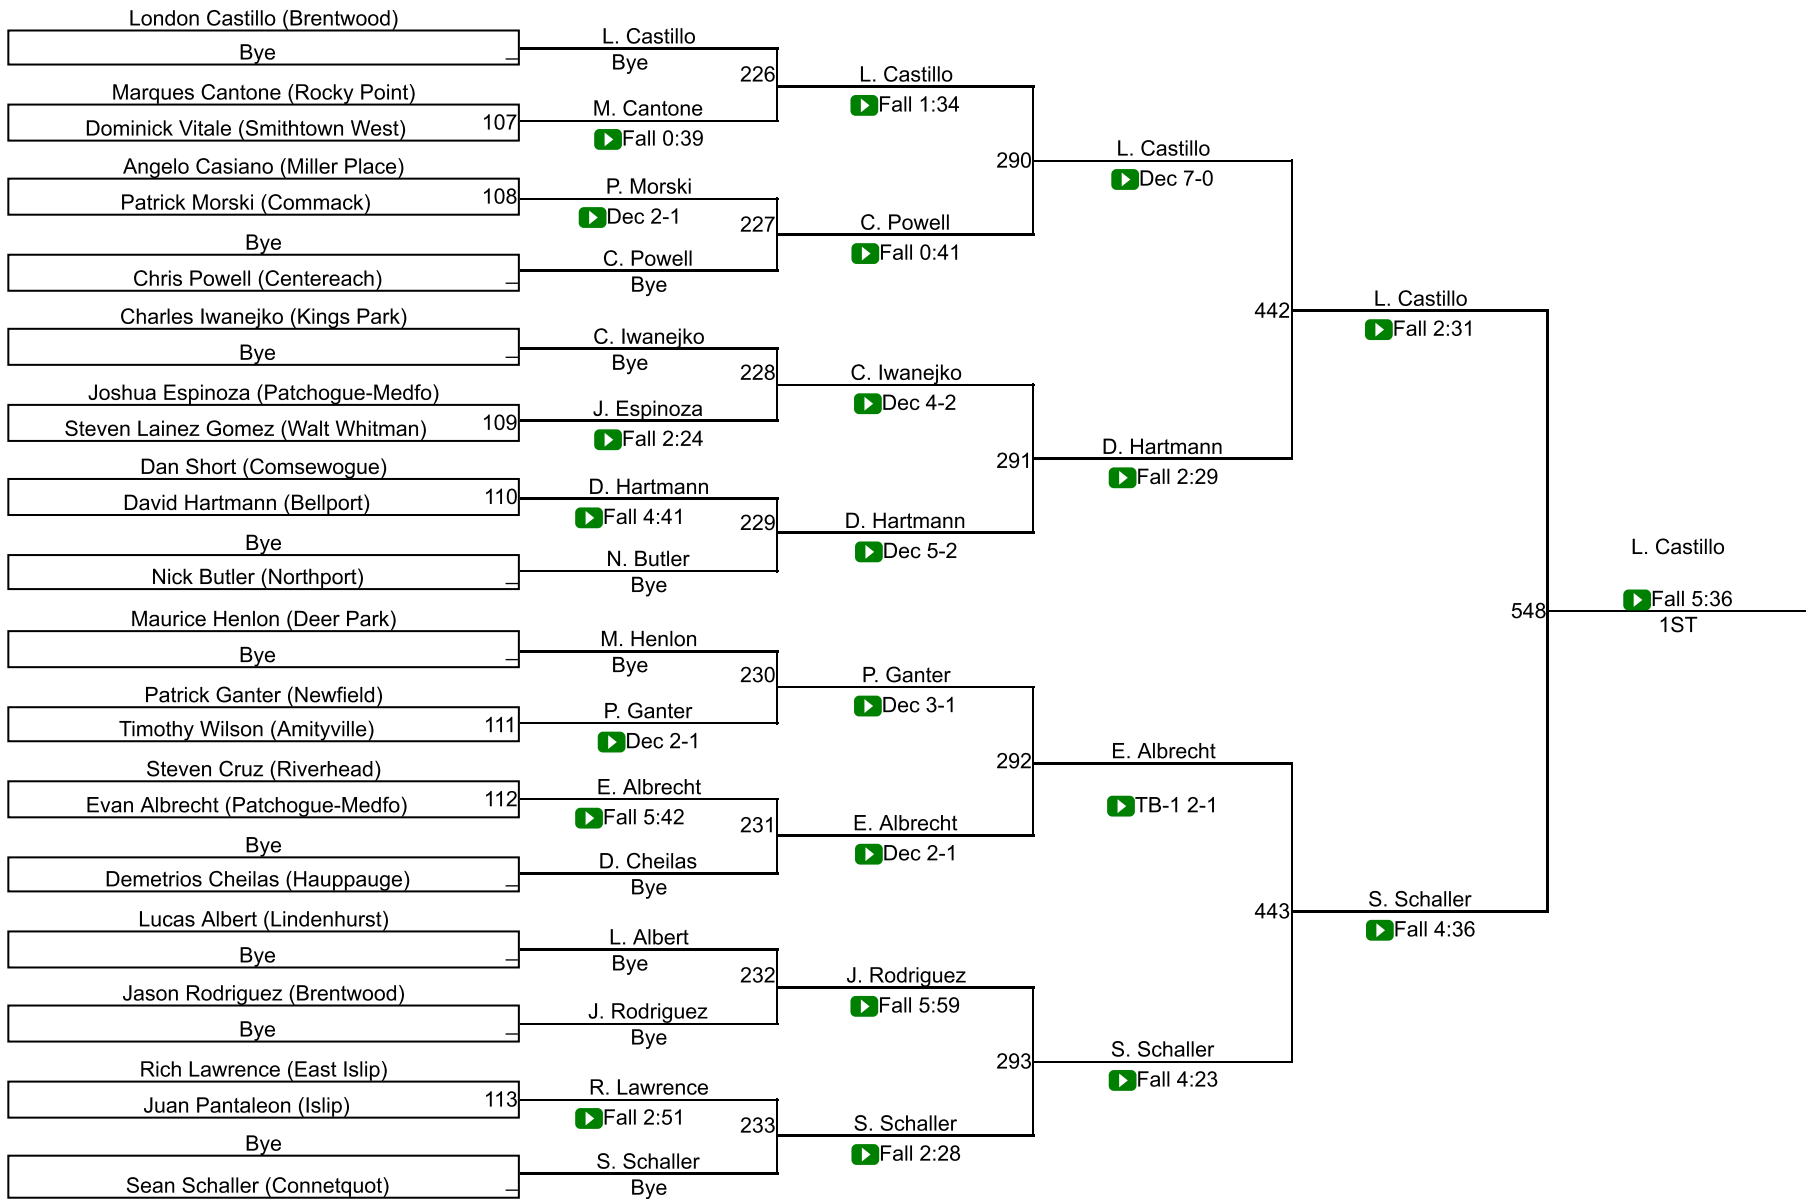 London Castillo (Brentwood)
Bye _
Marques Cantone (Rocky Point)
Dominick Vitale (Smithtown West) 107
Angelo Casiano (Miller Place)
Patrick Morski (Commack) 108
Bye
Chris Powell (Centereach) _
Charles Iwanejko (Kings Park)
Bye _
Joshua Espinoza (Patchogue-Medfo)
Steven Lainez Gomez (Walt Whitman) 109
Dan Short (Comsewogue)
David Hartmann (Bellport) 110
Bye
Nick Butler (Northport) _
Maurice Henlon (Deer Park)
Bye _
Patrick Ganter (Newfield)
Timothy Wilson (Amityville) 111
Steven Cruz (Riverhead)
Evan Albrecht (Patchogue-Medfo) 112
Bye
Demetrios Cheilas (Hauppauge) _
Lucas Albert (Lindenhurst)
Bye _
Jason Rodriguez (Brentwood)
Bye _
Rich Lawrence (East Islip)
Juan Pantaleon (Islip) 113
Bye
Sean Schaller (Connetquot) _
L. Castillo
Bye
226
M. Cantone
Fall 0:39
P. Morski
Dec 2-1
227
C. Powell
Bye
C. Iwanejko
Bye
228
J. Espinoza
Fall 2:24
D. Hartmann
Fall 4:41
229
N. Butler
Bye
M. Henlon
Bye
230
P. Ganter
Dec 2-1
E. Albrecht
Fall 5:42
231
D. Cheilas
Bye
L. Albert
Bye
232
J. Rodriguez
Bye
R. Lawrence
Fall 2:51
233
S. Schaller
Bye
L. Castillo
Fall 1:34
290
C. Powell
Fall 0:41
C. Iwanejko
Dec 4-2
291
D. Hartmann
Dec 5-2
P. Ganter
Dec 3-1
292
E. Albrecht
Dec 2-1
J. Rodriguez
Fall 5:59
293
S. Schaller
Fall 2:28
L. Castillo
Dec 7-0
442
D. Hartmann
Fall 2:29
E. Albrecht
TB-1 2-1
443
S. Schaller
Fall 4:23
L. Castillo
Fall 2:31
548
S. Schaller
Fall 4:36
L. Castillo
Fall 5:36
1ST